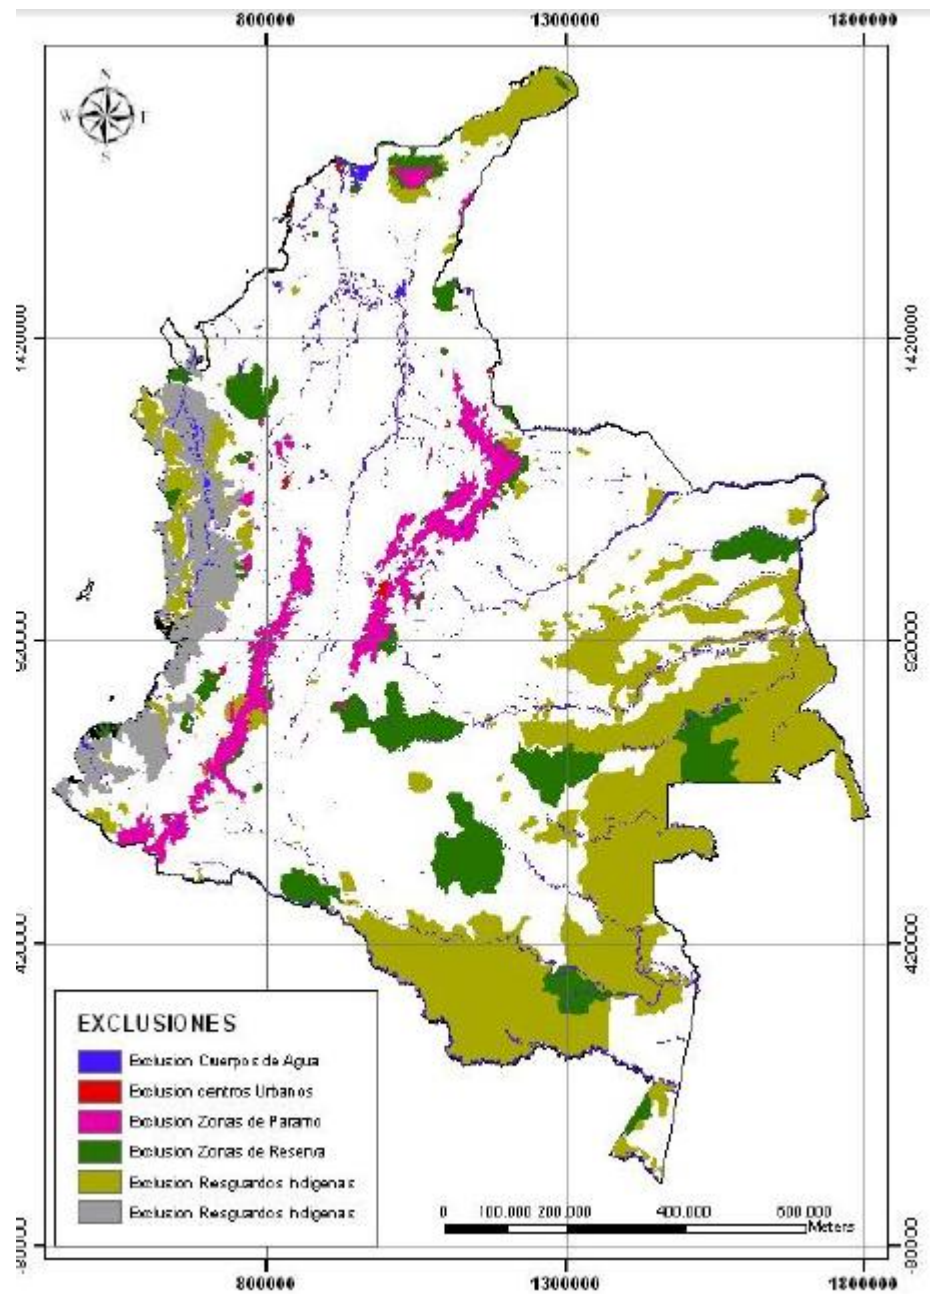 800000 1300000 1800000
N
W E
S
1420000 1420000
920000 920000
420000 420000
-80000 -80000
EXCLUSIONES
Exclusion Cuerpos de Agua
Exclusion centros Urbanos
Exclusion Zonas de Paramo
Exclusion Zonas de Reserva
Exclusion Resguardos Indigenas
Exclusion Resguardos Indigenas
0 100.000 200.000 400.000 600.000
Meters
800000 1300000 1800000